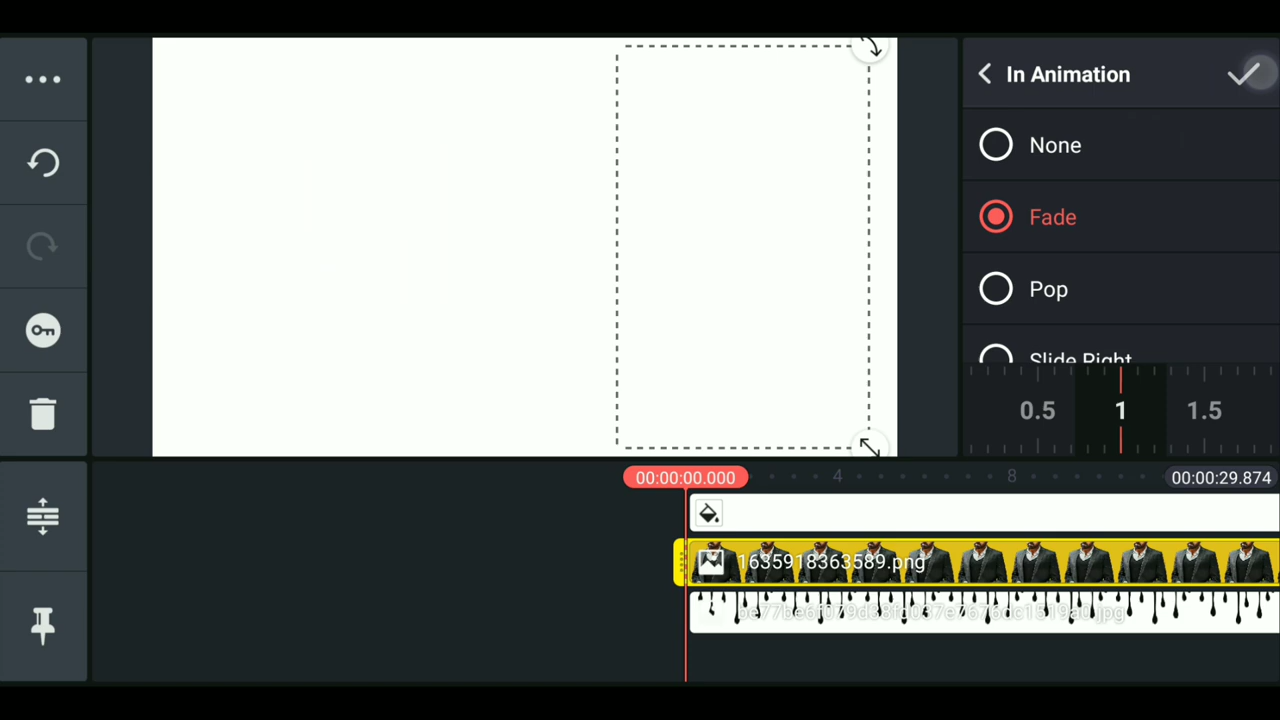 In Animation
None
Fade
Pop
Slide Right
0.5 1 1.5
00:00:00.000 4 8 00:00:29.874
1635918363589.png